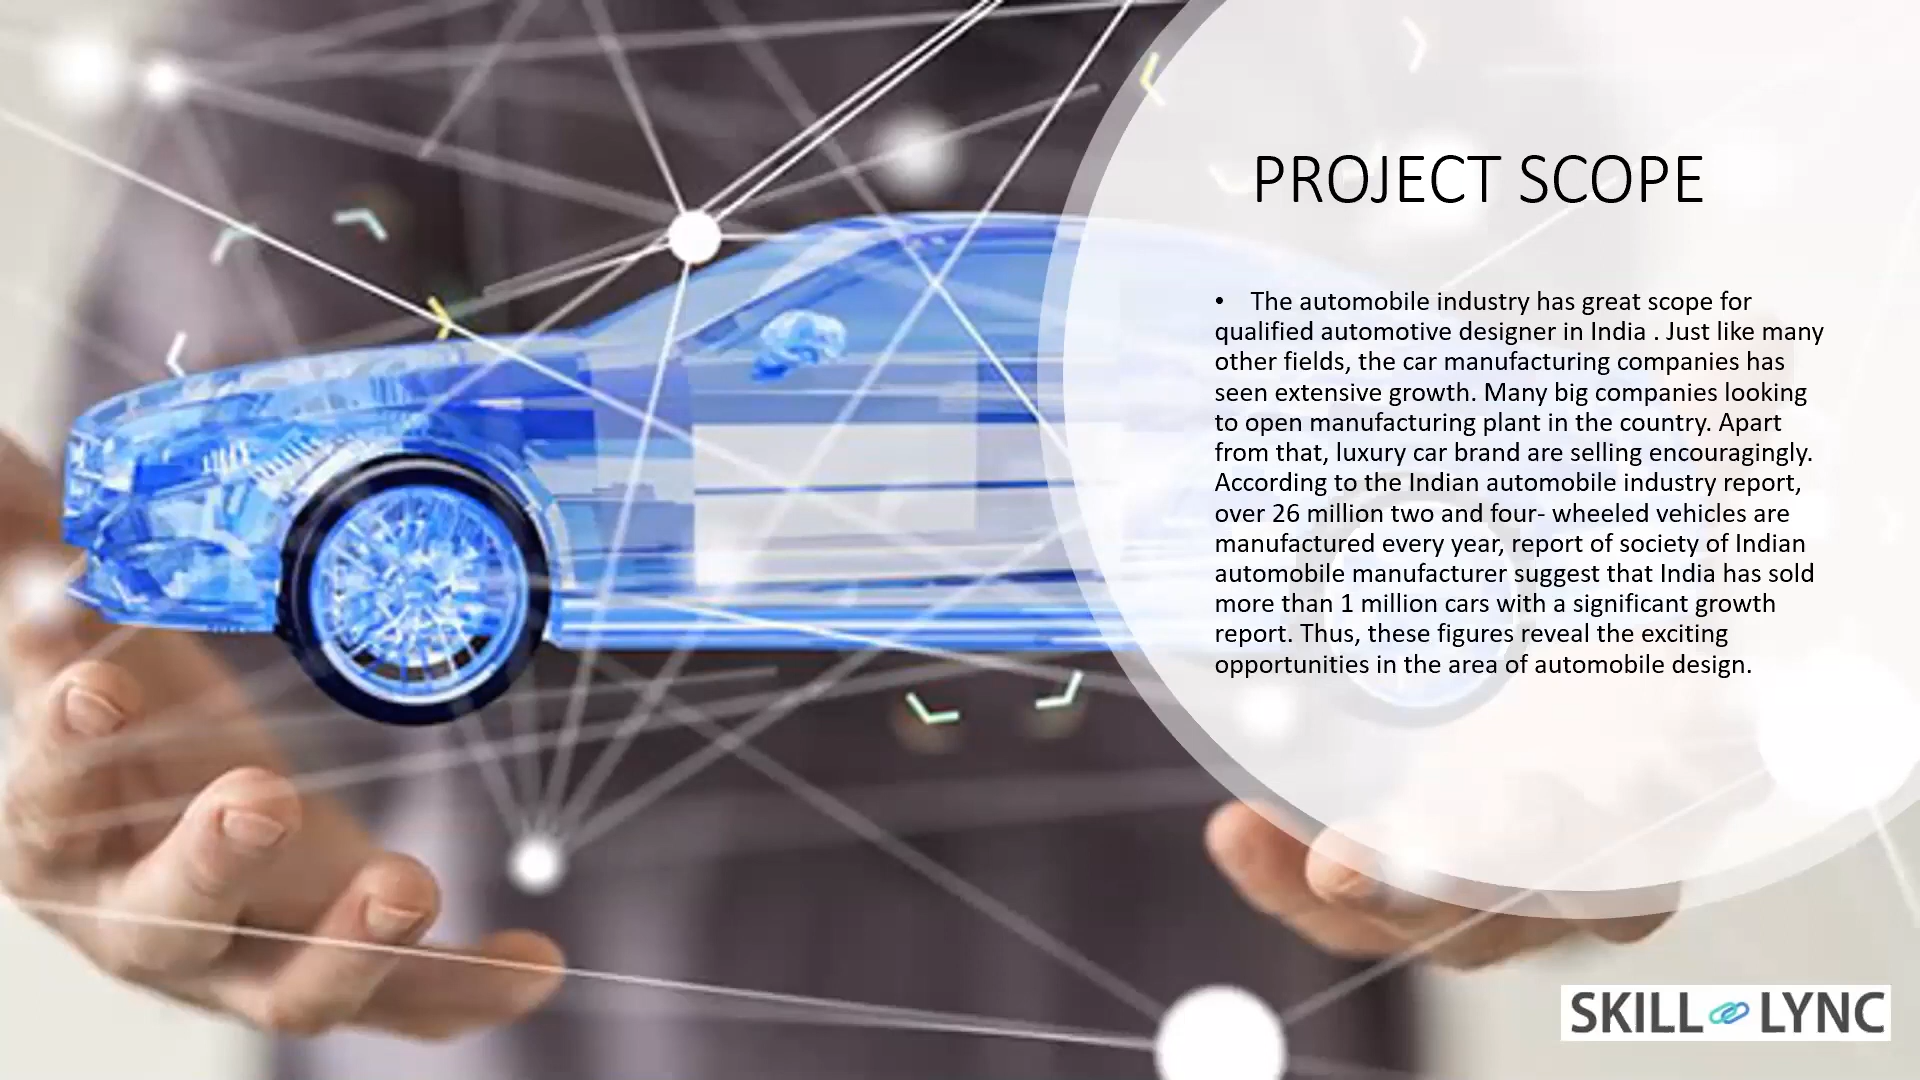 PROJECT SCOPE
• The automobile industry has great scope for
qualified automotive designer in India . Just like many
other fields, the car manufacturing companies has
seen extensive growth. Many big companies looking
to open manufacturing plant in the country. Apart
from that, luxury car brand are selling encouragingly.
According to the Indian automobile industry report,
over 26 million two and four- wheeled vehicles are
manufactured every year, report of society of Indian
automobile manufacturer suggest that India has sold
more than 1 million cars with a significant growth
report. Thus, these figures reveal the exciting
opportunities in the area of automobile design.
SKILL LYNC